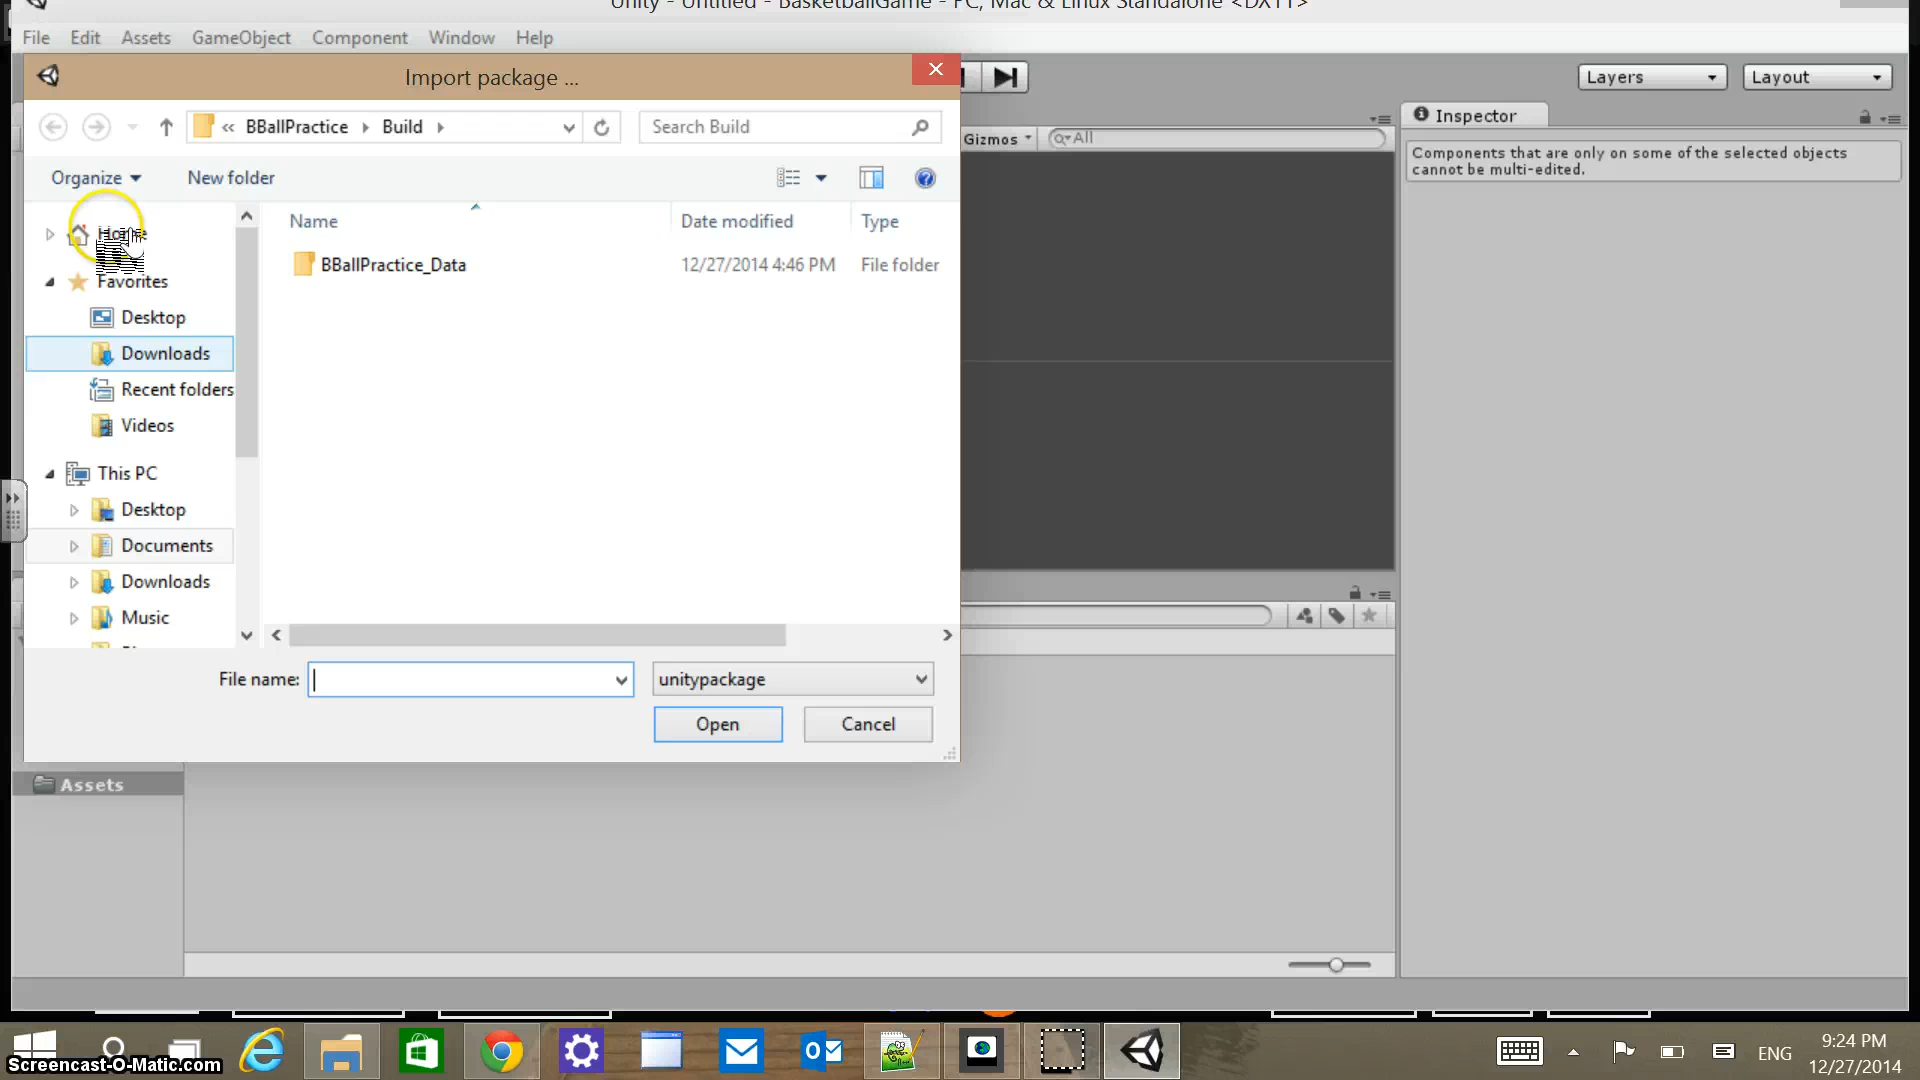 Unity - Untitled - BasketballGame - PC, Mac & Linux Standalone <DX11>
File Edit Assets GameObject Component Window Help
Import package ...
Layers
Layout
« BBallPractice Build
Search Build
Inspector
Gizmos
All
Components that are only on some of the selected objects
cannot be multi-edited.
Organize
New folder
Name
Date modified
Type
BBallPractice_Data
12/27/2014 4:46 PM
File folder
Home
Favorites
Desktop
Downloads
Recent folders
Videos
This PC
Desktop
Documents
Downloads
Music
File name:
unitypackage
Open
Cancel
Assets
Screencast-O-Matic.com
ENG
9:24 PM
12/27/2014